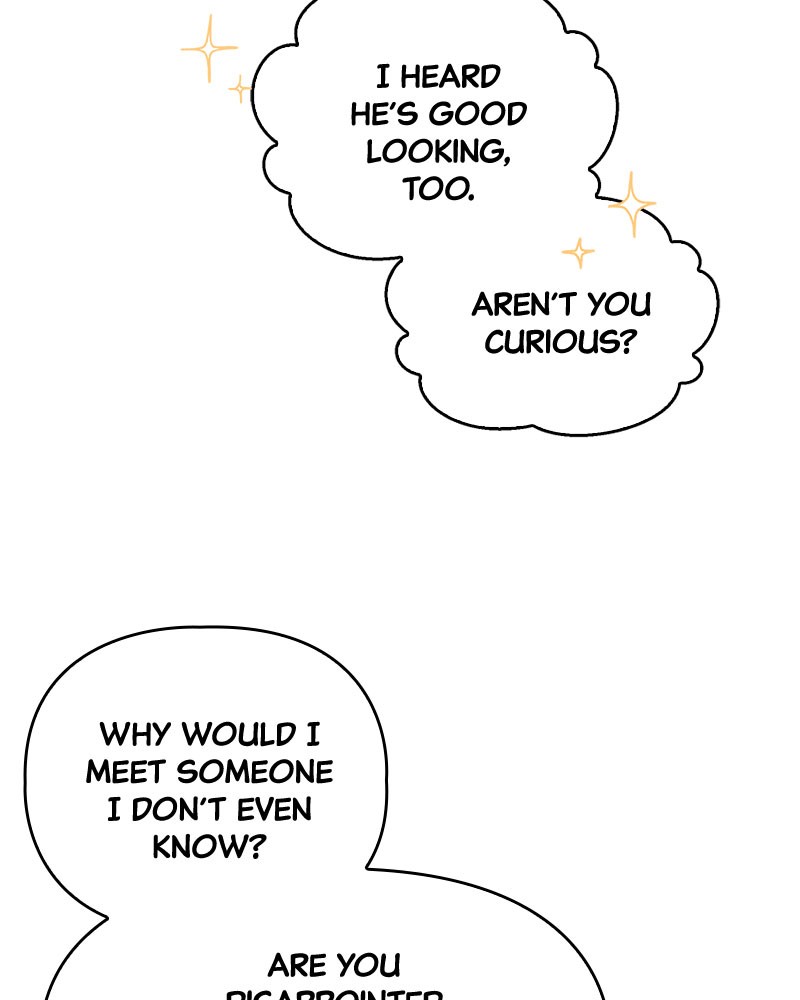 I HEARD
HE'S GOOD
LOOKING,
TOO.
AREN'T YOU
CURIOUS?
WHY WOULD I
MEET SOMEONE
I DON'T EVEN
KNOW?
ARE YOU